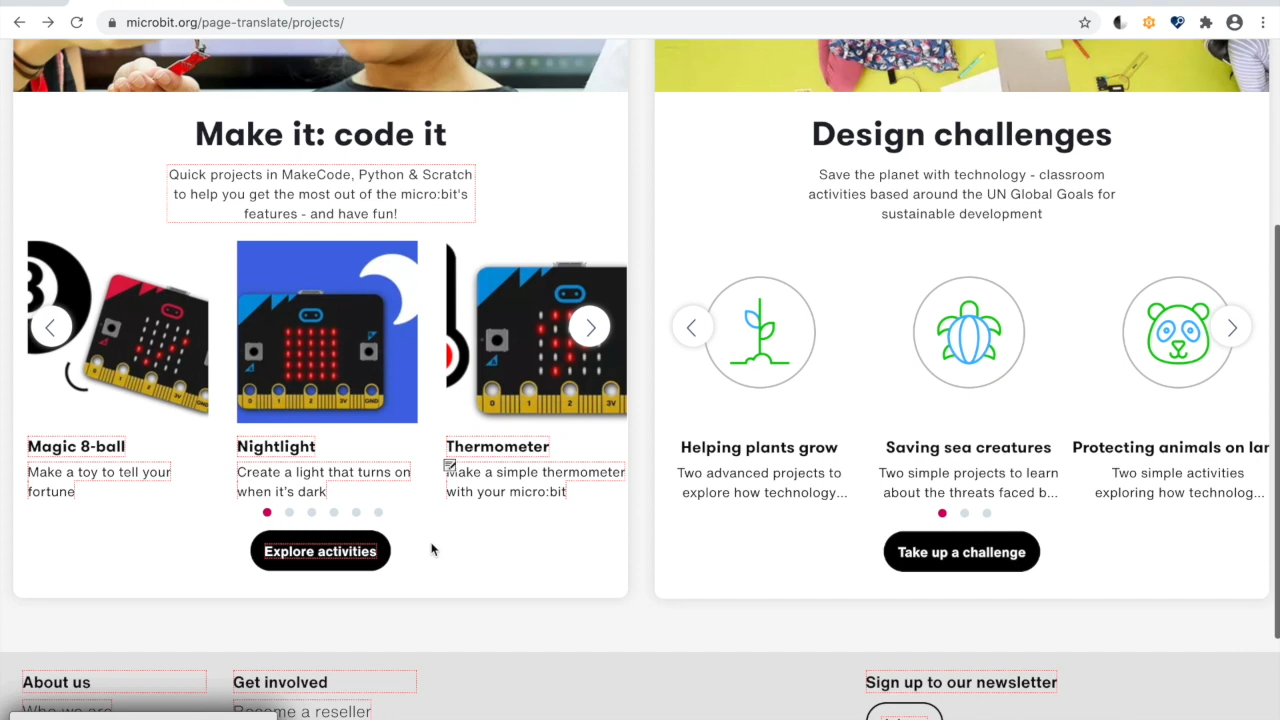 microbit.org/page-translate/projects/
Make it: code it
Quick projects in MakeCode, Python & Scratch
to help you get the most out of the micro:bit's
features - and have fun!
Magic 8-ball
Make a toy to tell your
fortune
Nightlight
Create a light that turns on
when it's dark
Thermometer
Make a simple thermometer
with your micro:bit
Explore activities
Design challenges
Save the planet with technology - classroom
activities based around the UN Global Goals for
sustainable development
Helping plants grow
Two advanced projects to
explore how technology...
Saving sea creatures
Two simple projects to learn
about the threats faced b...
Protecting animals on lan
Two simple activities
exploring how technolog...
Take up a challenge
About us
Who we are
Get involved
Become a reseller
Sign up to our newsletter